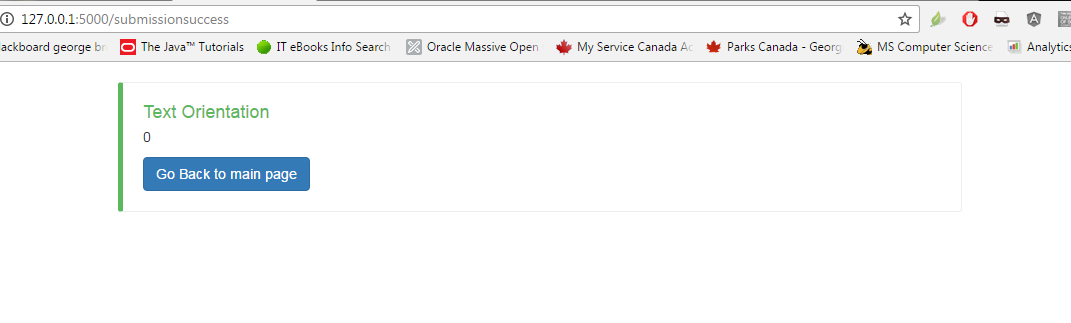 127.0.0.1:5000/submissionsuccess
lackboard george br The Java™ Tutorials IT eBooks Info Search Oracle Massive Open My Service Canada Ac Parks Canada - Georg MS Computer Science Analytics
Text Orientation
0
Go Back to main page